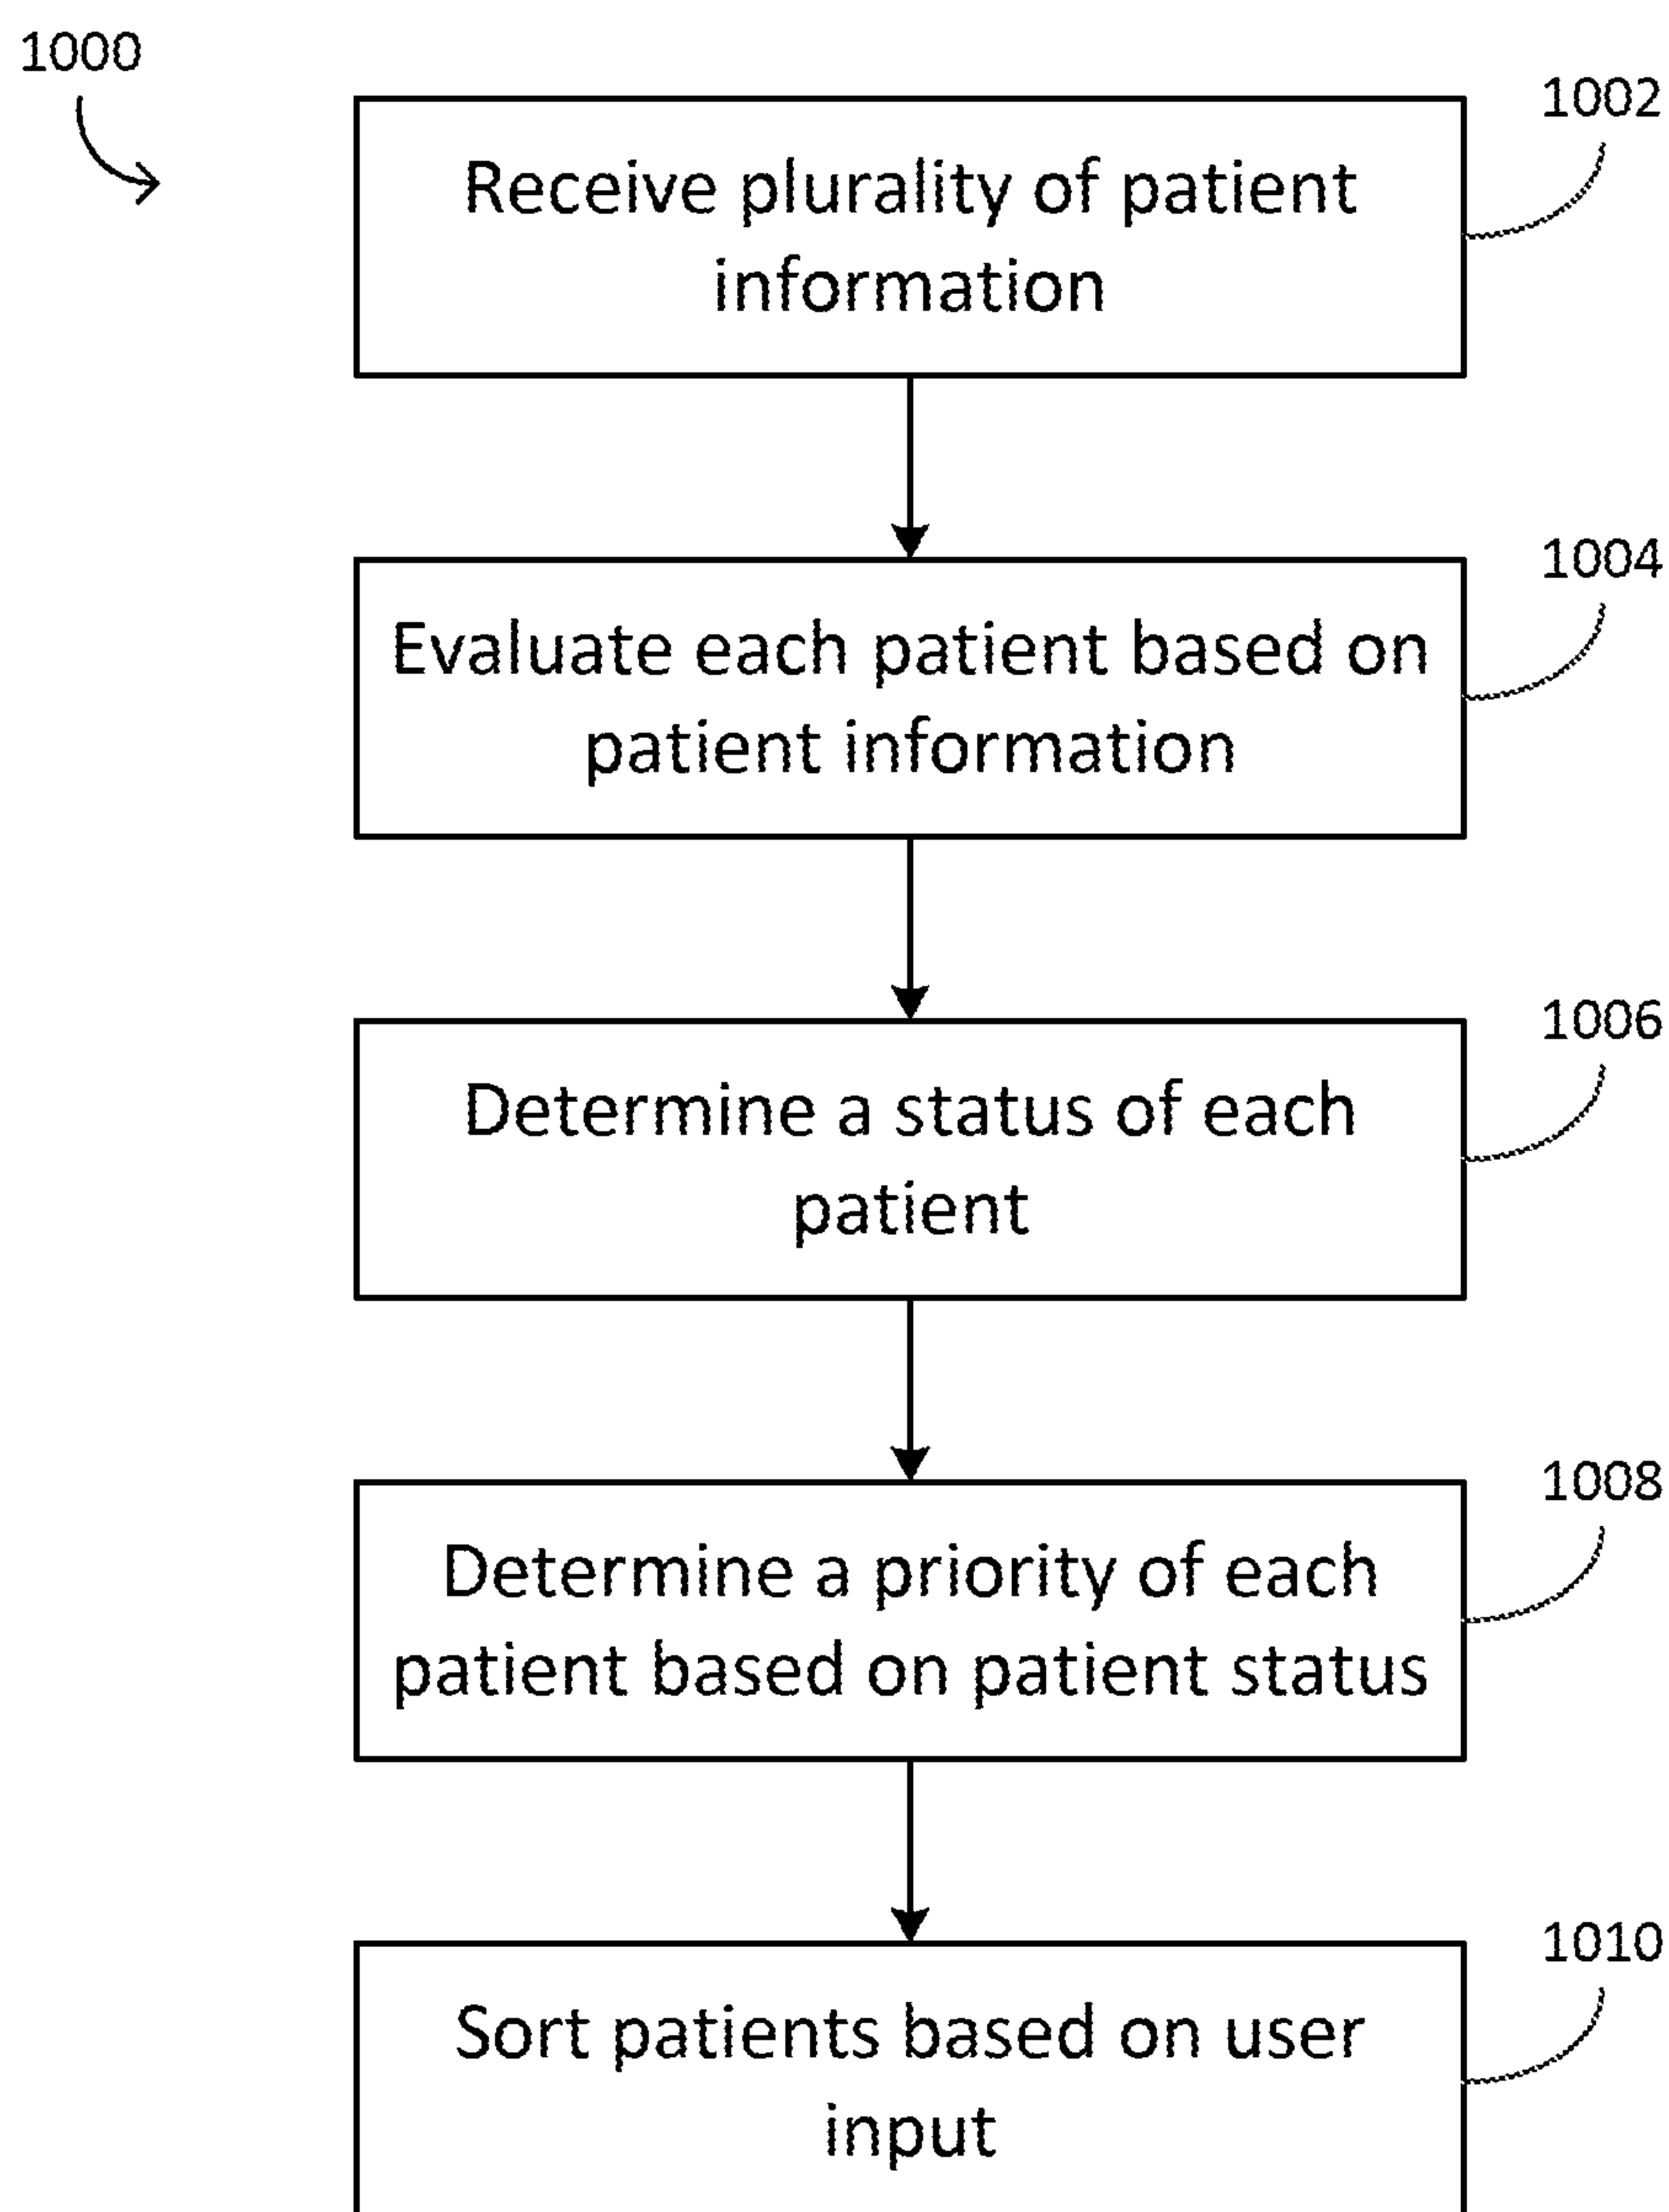 1000
1002
Receive plurality of patient
information
1004
Evaluate each patient based on
patient information
1006
Determine a status of each
patient
1008
Determine a priority of each
patient based on patient status
1010
Sort patients based on user
input